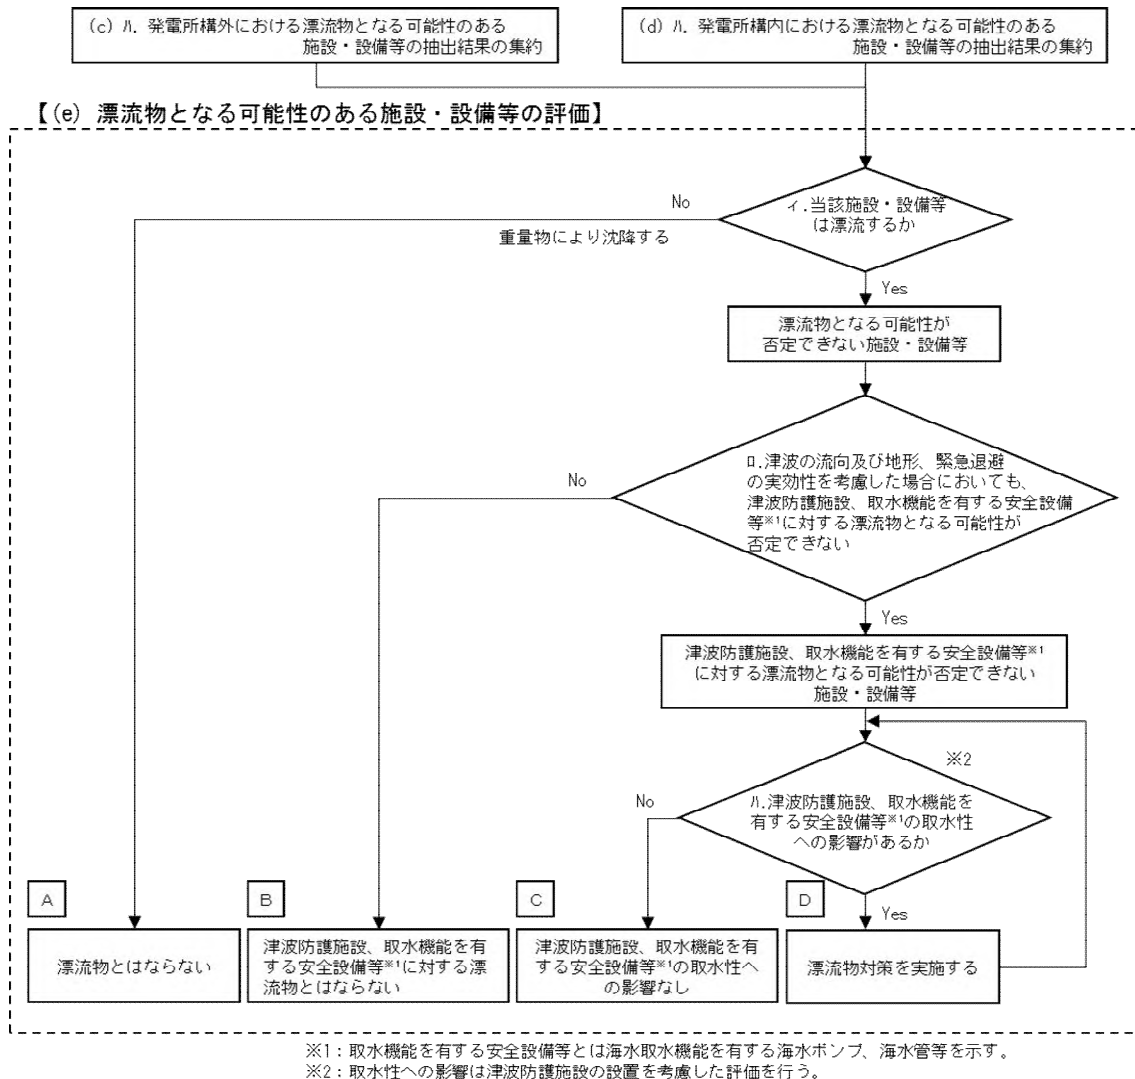 (c) ﾊ. 発電所構外における漂流物となる可能性のある
施設・設備等の抽出結果の集約
(d) ﾊ. 発電所構内における漂流物となる可能性のある
施設・設備等の抽出結果の集約
【(e) 漂流物となる可能性のある施設・設備等の評価】
No
ｲ.当該施設・設備等
は漂流するか
重量物により沈降する
Yes
漂流物となる可能性が
否定できない施設・設備等
No
ﾛ.津波の流向及び地形、緊急退避
の実効性を考慮した場合においても、
津波防護施設、取水機能を有する安全設備
等※1に対する漂流物となる可能性が
否定できない
Yes
津波防護施設、取水機能を有する安全設備等※1
に対する漂流物となる可能性が否定できない
施設・設備等
※2
No
ﾊ.津波防護施設、取水機能を
有する安全設備等※1の取水性
への影響があるか
Yes
A
漂流物とはならない
B
津波防護施設、取水機能を有
する安全設備等※1に対する漂
流物とはならない
C
津波防護施設、取水機能を有
する安全設備等※1の取水性へ
の影響なし
D
漂流物対策を実施する
※1：取水機能を有する安全設備等とは海水取水機能を有する海水ポンプ、海水管等を示す。
※2：取水性への影響は津波防護施設の設置を考慮した評価を行う。